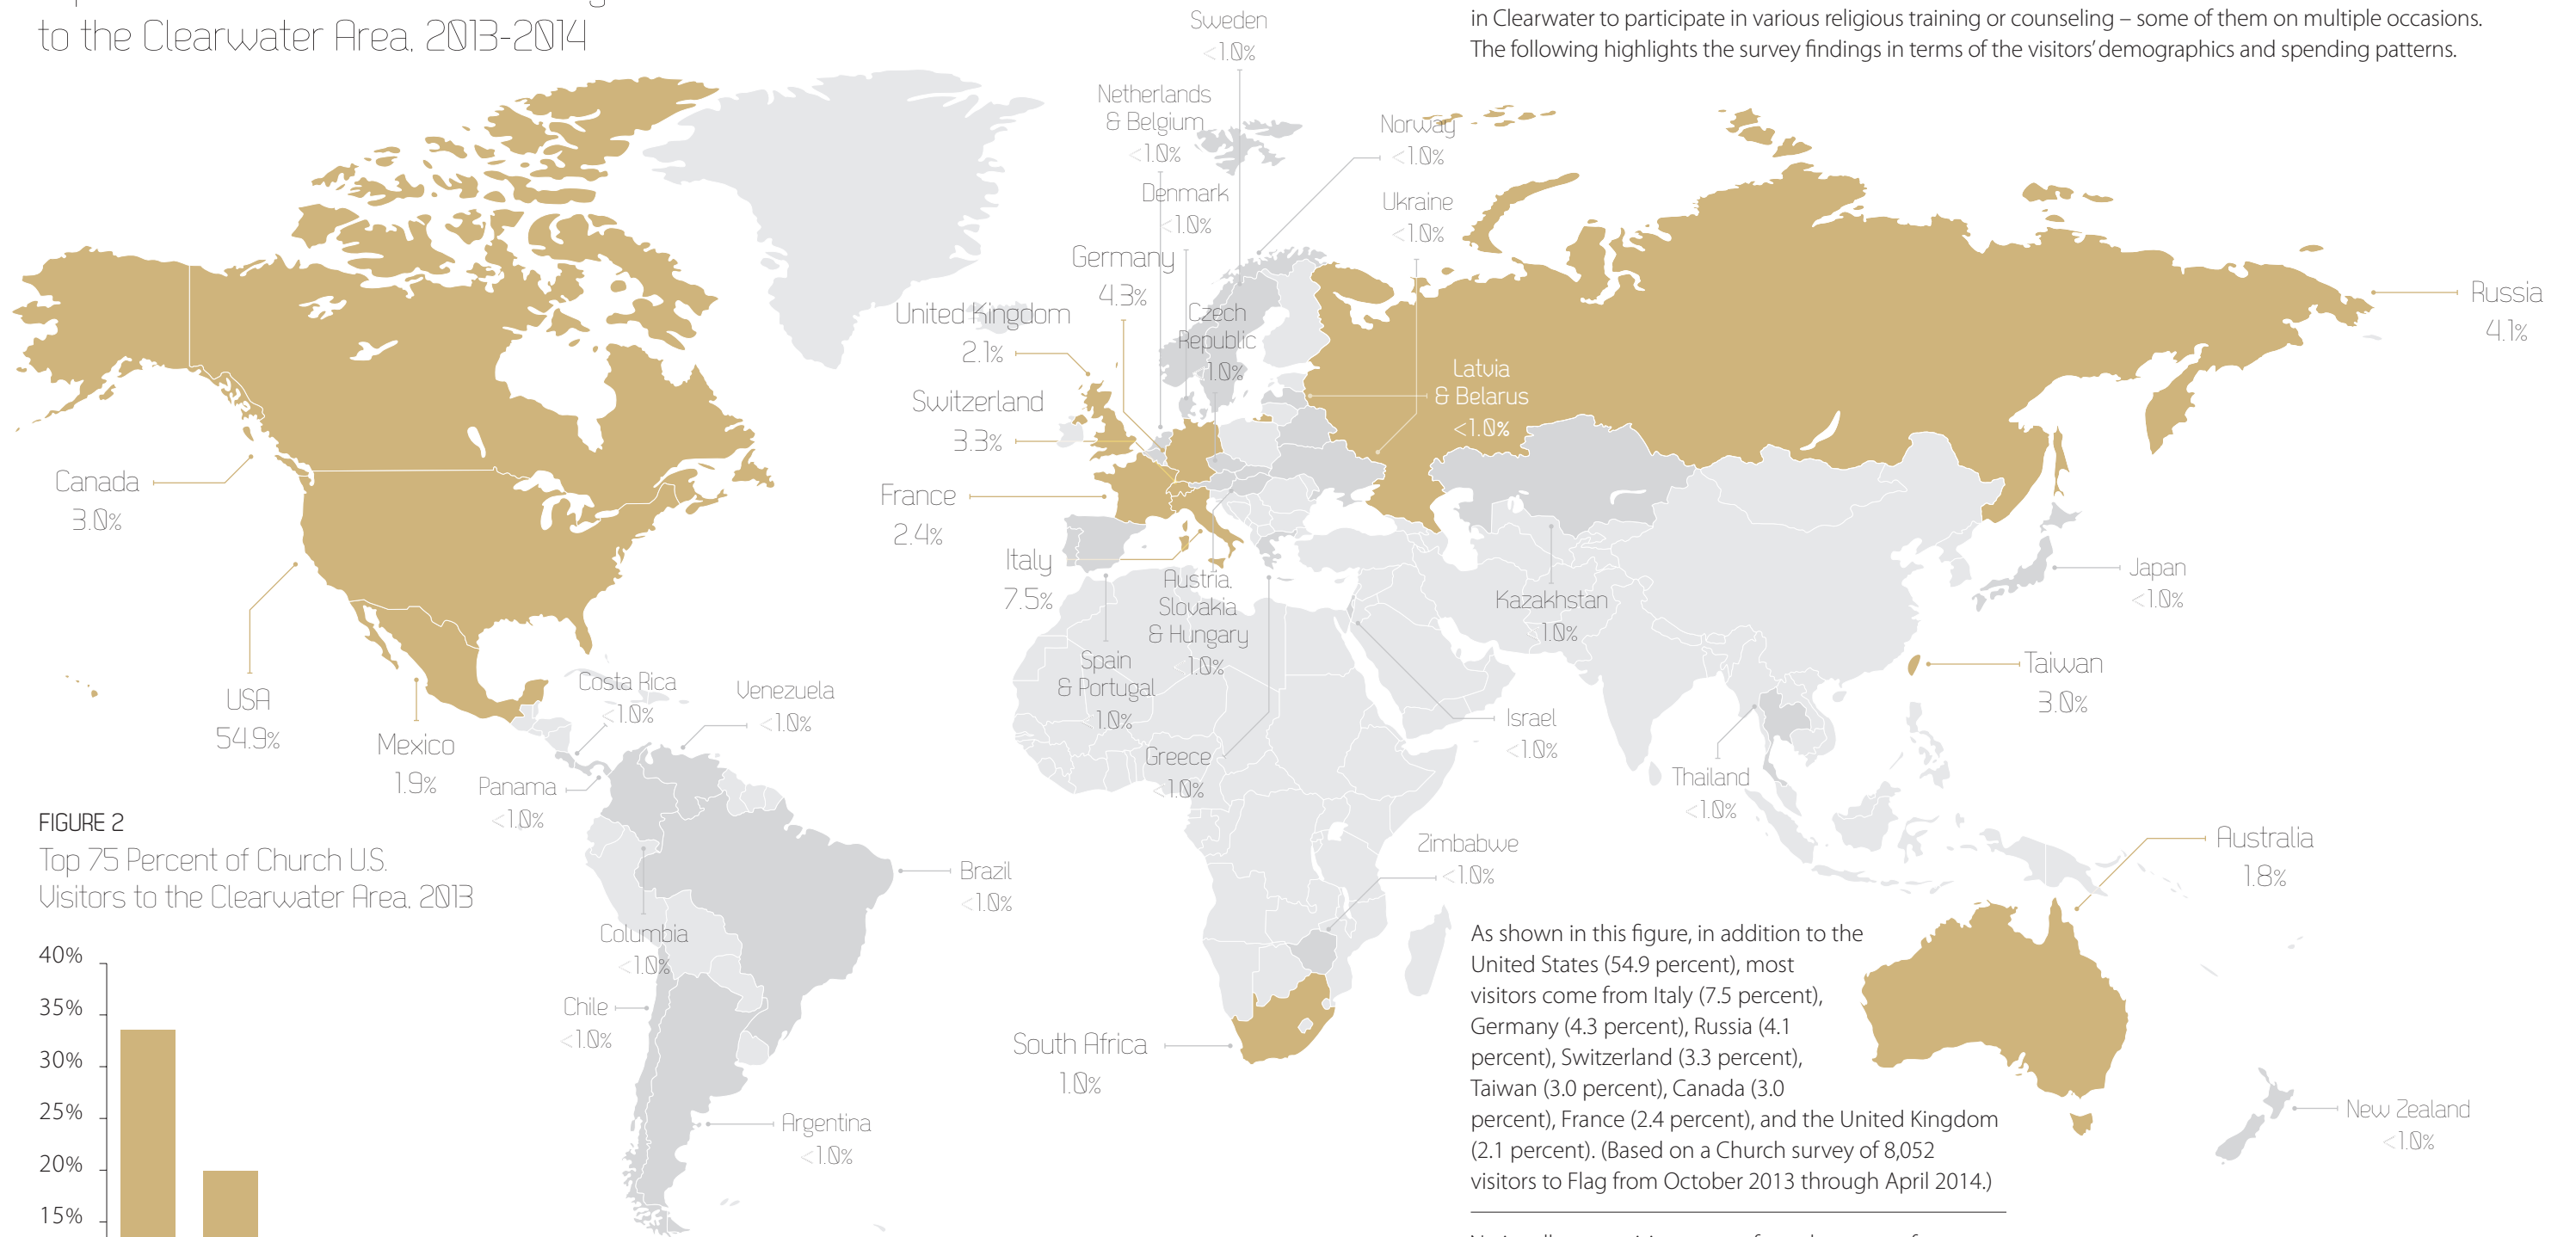 to the Clearwater Area, 2013-2014
in Clearwater to participate in various religious training or counseling – some of them on multiple occasions.
The following highlights the survey findings in terms of the visitors' demographics and spending patterns.
Sweden
<1.0%
Netherlands
& Belgium
<1.0%
Norway
<1.0%
Denmark
<1.0%
Ukraine
<1.0%
Germany
4.3%
United Kingdom
2.1%
Czech
Republic
1.0%
Russia
4.1%
Latvia
& Belarus
<1.0%
Switzerland
3.3%
Canada
3.0%
France
2.4%
Italy
7.5%
Austria,
Slovakia
& Hungary
1.0%
Kazakhstan
1.0%
Japan
<1.0%
Spain
& Portugal
1.0%
Taiwan
3.0%
USA
54.9%
Mexico
1.9%
Costa Rica
<1.0%
Venezuela
<1.0%
Israel
<1.0%
Greece
<1.0%
Thailand
<1.0%
Panama
<1.0%
Zimbabwe
<1.0%
Australia
1.8%
Brazil
<1.0%
Columbia
<1.0%
Chile
<1.0%
South Africa
1.0%
Argentina
<1.0%
New Zealand
<1.0%
FIGURE 2
Top 75 Percent of Church U.S.
Visitors to the Clearwater Area, 2013
40%
35%
30%
25%
20%
15%
As shown in this figure, in addition to the
United States (54.9 percent), most
visitors come from Italy (7.5 percent),
Germany (4.3 percent), Russia (4.1
percent), Switzerland (3.3 percent),
Taiwan (3.0 percent), Canada (3.0
percent), France (2.4 percent), and the United Kingdom
(2.1 percent). (Based on a Church survey of 8,052
visitors to Flag from October 2013 through April 2014.)